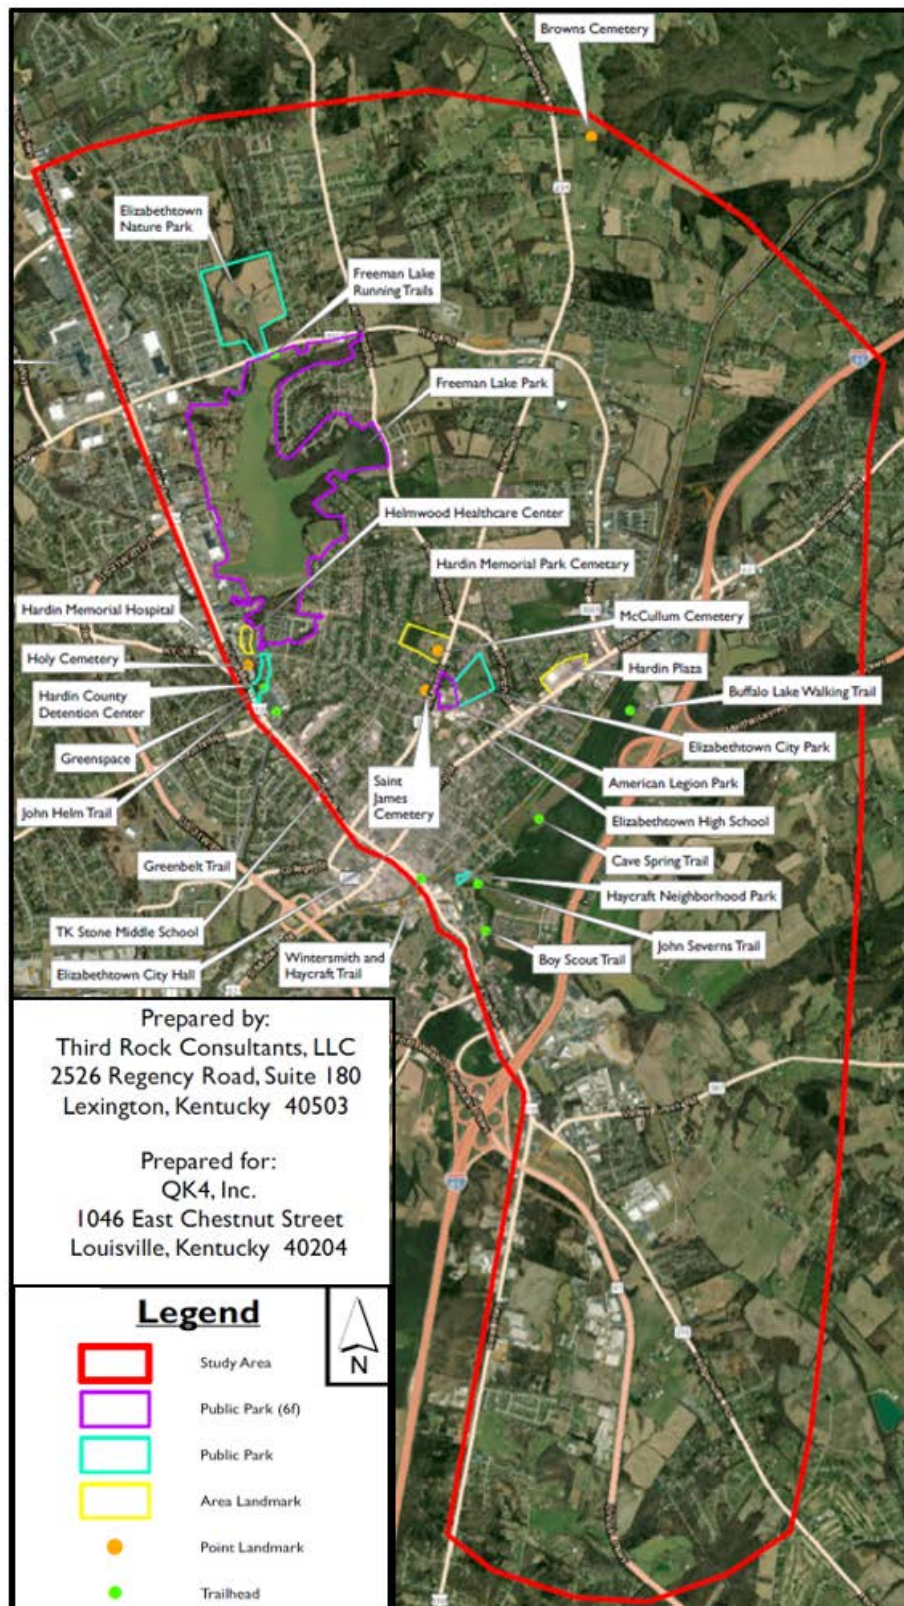 Browns Cemetery
Elizabethtown
Nature Park
Freeman Lake
Running Trails
Freeman Lake Park
Helmwood Healthcare Center
Hardin Memorial Park Cemetary
Hardin Memorial Hospital
McCullum Cemetery
Holy Cemetery
Hardin Plaza
Hardin County
Detention Center
Buffalo Lake Walking Trail
Greenspace
Elizabethtown City Park
American Legion Park
John Helm Trail
Saint
James
Cemetery
Elizabethtown High School
Cave Spring Trail
Greenbelt Trail
Haycraft Neighborhood Park
TK Stone Middle School
John Severns Trail
Wintersmith and
Haycraft Trail
Boy Scout Trail
Elizabethtown City Hall
Prepared by:
Third Rock Consultants, LLC
2526 Regency Road, Suite 180
Lexington, Kentucky 40503
Prepared for:
QK4, Inc.
1046 East Chestnut Street
Louisville, Kentucky 40204
Legend
N
Study Area
Public Park (6f)
Public Park
Area Landmark
Point Landmark
Trailhead